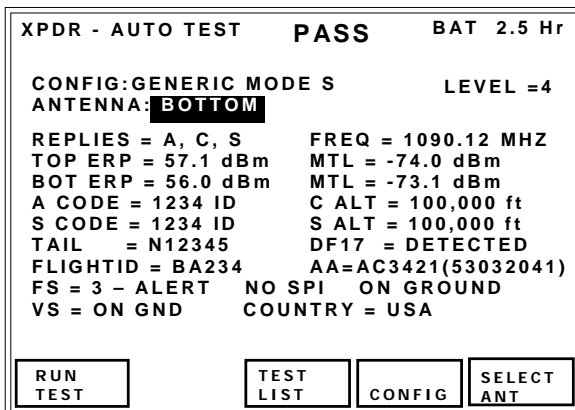 XPDR - AUTO TEST PASS BAT 2.5 Hr
CONFIG:GENERIC MODE S LEVEL =4
ANTENNA: BOTTOM
REPLIES = A, C, S FREQ = 1090.12 MHZ
TOP ERP = 57.1 dBm MTL = -74.0 dBm
BOT ERP = 56.0 dBm MTL = -73.1 dBm
A CODE = 1234 ID C ALT = 100,000 ft
S CODE = 1234 ID S ALT = 100,000 ft
TAIL = N12345 DF17 = DETECTED
FLIGHTID = BA234 AA=AC3421(53032041)
FS = 3 – ALERT NO SPI ON GROUND
VS = ON GND COUNTRY = USA
RUN TEST
TEST LIST
CONFIG
SELECT ANT